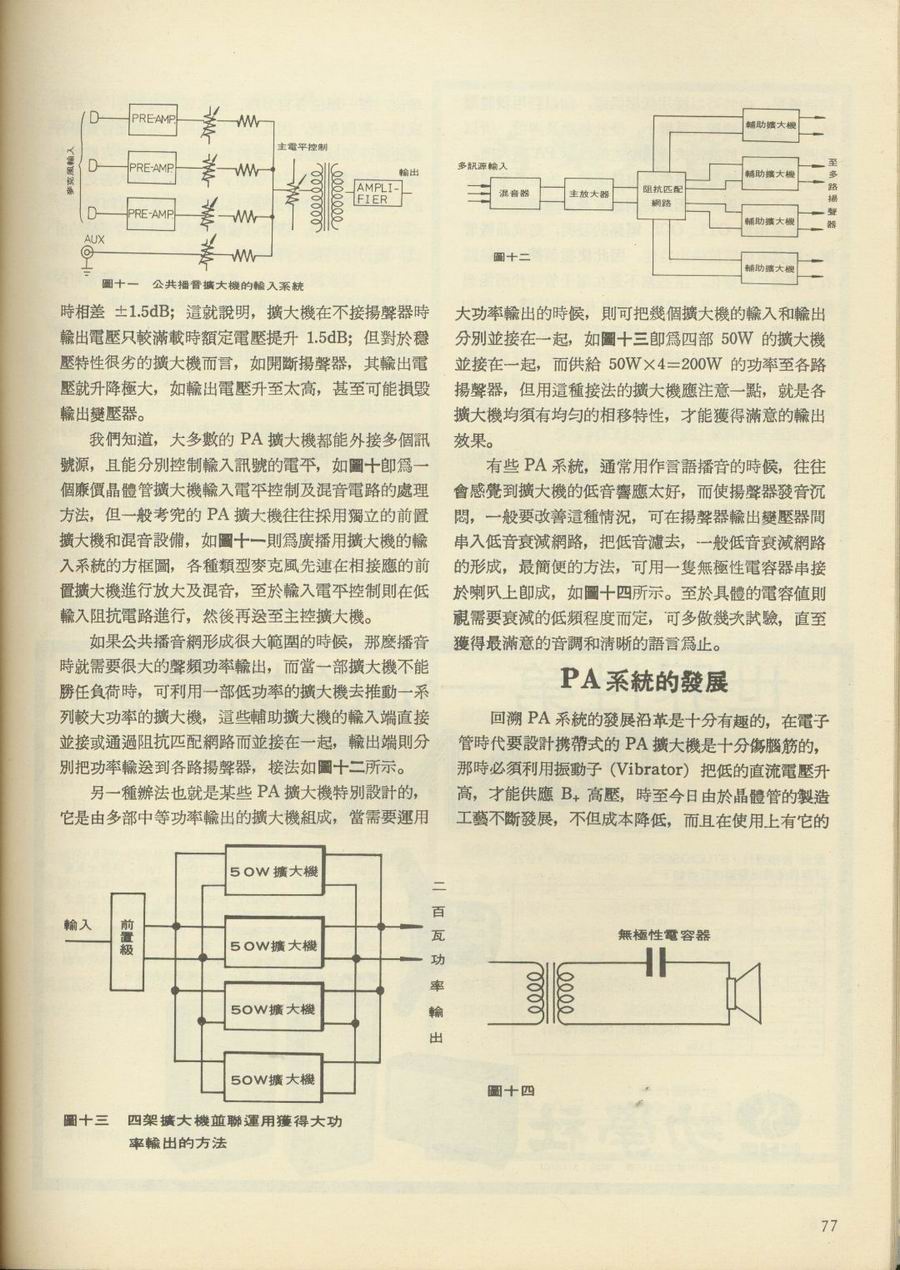 PRE-AMP.
PRE-AMP.
PRE-AMP.
麥克風輸入
AUX
主電平控制
輸出
AMPLI-
FIER
圖十一　公共播音擴大機的輸入系統
多訊源輸入
混音器
主放大器
阻抗匹配
網路
輔助擴大機
輔助擴大機
輔助擴大機
輔助擴大機
至多路揚聲器
圖十二
時相差 ±1.5dB；這就說明，擴大機在不接揚聲器時
輸出電壓只較滿載時額定電壓提升 1.5dB；但對於穩
壓特性很劣的擴大機而言，如開斷揚聲器，其輸出電
壓就升降極大，如輸出電壓升至太高，甚至可能損毀
輸出變壓器。
我們知道，大多數的 PA 擴大機都能外接多個訊
號源，且能分別控制輸入訊號的電平，如圖十卽爲一
個廉價晶體管擴大機輸入電平控制及混音電路的處理
方法，但一般考究的 PA 擴大機往往採用獨立的前置
擴大機和混音設備，如圖十一則爲廣播用擴大機的輸
入系統的方框圖，各種類型麥克風先連在相接應的前
置擴大機進行放大及混音，至於輸入電平控制則在低
輸入阻抗電路進行，然後再送至主控擴大機。
如果公共播音網形成很大範圍的時候，那麽播音
時就需要很大的聲頻功率輸出，而當一部擴大機不能
勝任負荷時，可利用一部低功率的擴大機去推動一系
列較大功率的擴大機，這些輔助擴大機的輸入端直接
並接或通過阻抗匹配網路而並接在一起，輸出端則分
別把功率輸送到各路揚聲器，接法如圖十二所示。
另一種辦法也就是某些 PA 擴大機特別設計的，
它是由多部中等功率輸出的擴大機組成，當需要運用
大功率輸出的時候，則可把幾個擴大機的輸入和輸出
分別並接在一起，如圖十三卽爲四部 50W 的擴大機
並接在一起，而供給 50W×4＝200W 的功率至各路
揚聲器，但用這種接法的擴大機應注意一點，就是各
擴大機均須有均勻的相移特性，才能獲得滿意的輸出
效果。
有些 PA 系統，通常用作言語播音的時候，往往
會感覺到擴大機的低音響應太好，而使揚聲器發音沉
悶，一般要改善這種情況，可在揚聲器輸出變壓器間
串入低音衰減網路，把低音濾去，一般低音衰減網路
的形成，最簡便的方法，可用一隻無極性電容器串接
於喇叭上卽成，如圖十四所示。至於具體的電容值則
視需要衰減的低頻程度而定，可多做幾次試驗，直至
獲得最滿意的音調和淸晰的語言爲止。
PA系統的發展
回溯 PA 系統的發展沿革是十分有趣的，在電子
管時代要設計携帶式的 PA 擴大機是十分傷腦筋的，
那時必須利用振動子（Vibrator）把低的直流電壓升
高，才能供應 B+ 高壓，時至今日由於晶體管的製造
工藝不斷發展，不但成本降低，而且在使用上有它的
輸入
前置級
50W擴大機
50W擴大機
50W擴大機
50W擴大機
二百瓦功率輸出
圖十三　四架擴大機並聯運用獲得大功
率輸出的方法
無極性電容器
圖十四
77